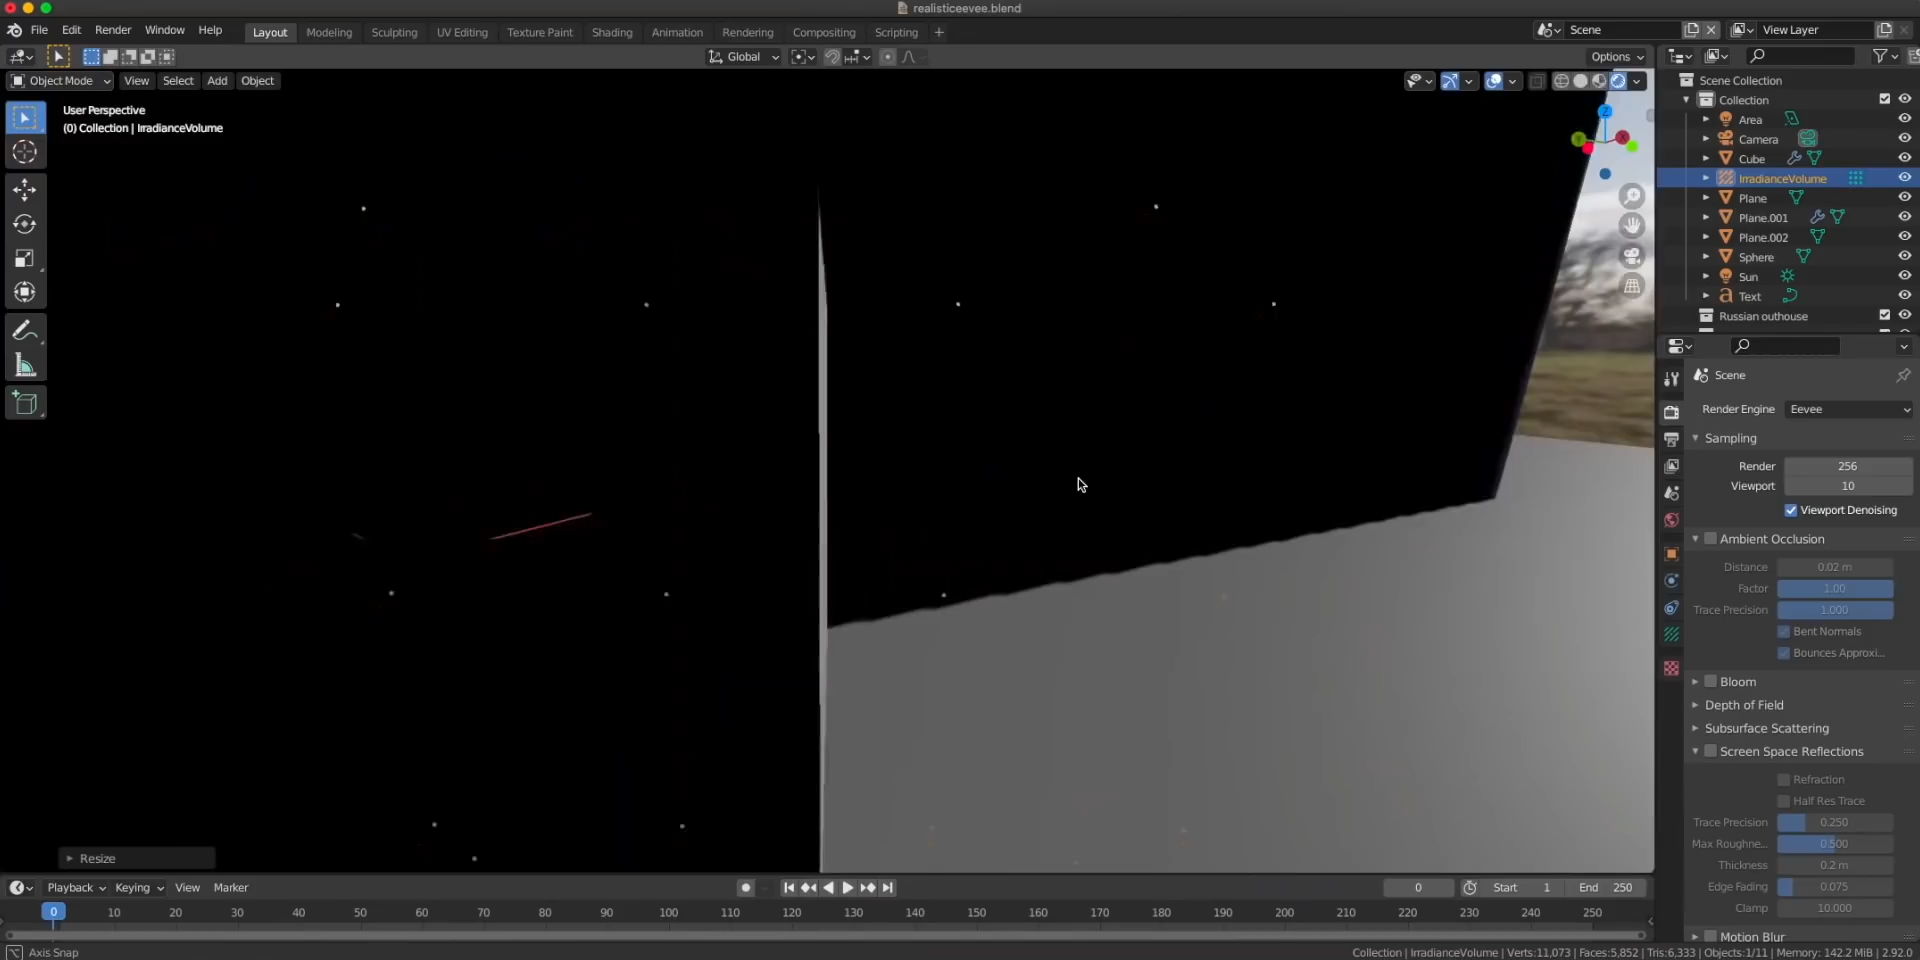 realisticeevee.blend
File Edit Render Window Help Layout Modeling Sculpting UV Editing Texture Paint Shading Animation Rendering Compositing Scripting + Scene View Layer
Global Options
Object Mode View Select Add Object
User Perspective
(0) Collection | IrradianceVolume
Z
Y
X
Resize
Scene Collection
Collection
Area
Camera
Cube
IrradianceVolume
Plane
Plane.001
Plane.002
Sphere
Sun
Text
Russian outhouse
Scene
Render Engine Eevee
Sampling
Render 256
Viewport 10
Viewport Denoising
Ambient Occlusion
Distance 0.02 m
Factor 1.00
Trace Precision 1.000
Bent Normals
Bounces Approxi...
Bloom
Depth of Field
Subsurface Scattering
Screen Space Reflections
Refraction
Half Res Trace
Trace Precision 0.250
Max Roughne... 0.500
Thickness 0.2 m
Edge Fading 0.075
Clamp 10.000
Motion Blur
Playback Keying View Marker 0 Start 1 End 250
0 10 20 30 40 50 60 70 80 90 100 110 120 130 140 150 160 170 180 190 200 210 220 230 240 250
Axis Snap Collection | IrradianceVolume | Verts:11,073 | Faces:5,852 | Tris:6,333 | Objects:1/11 | Memory: 142.2 MiB | 2.92.0